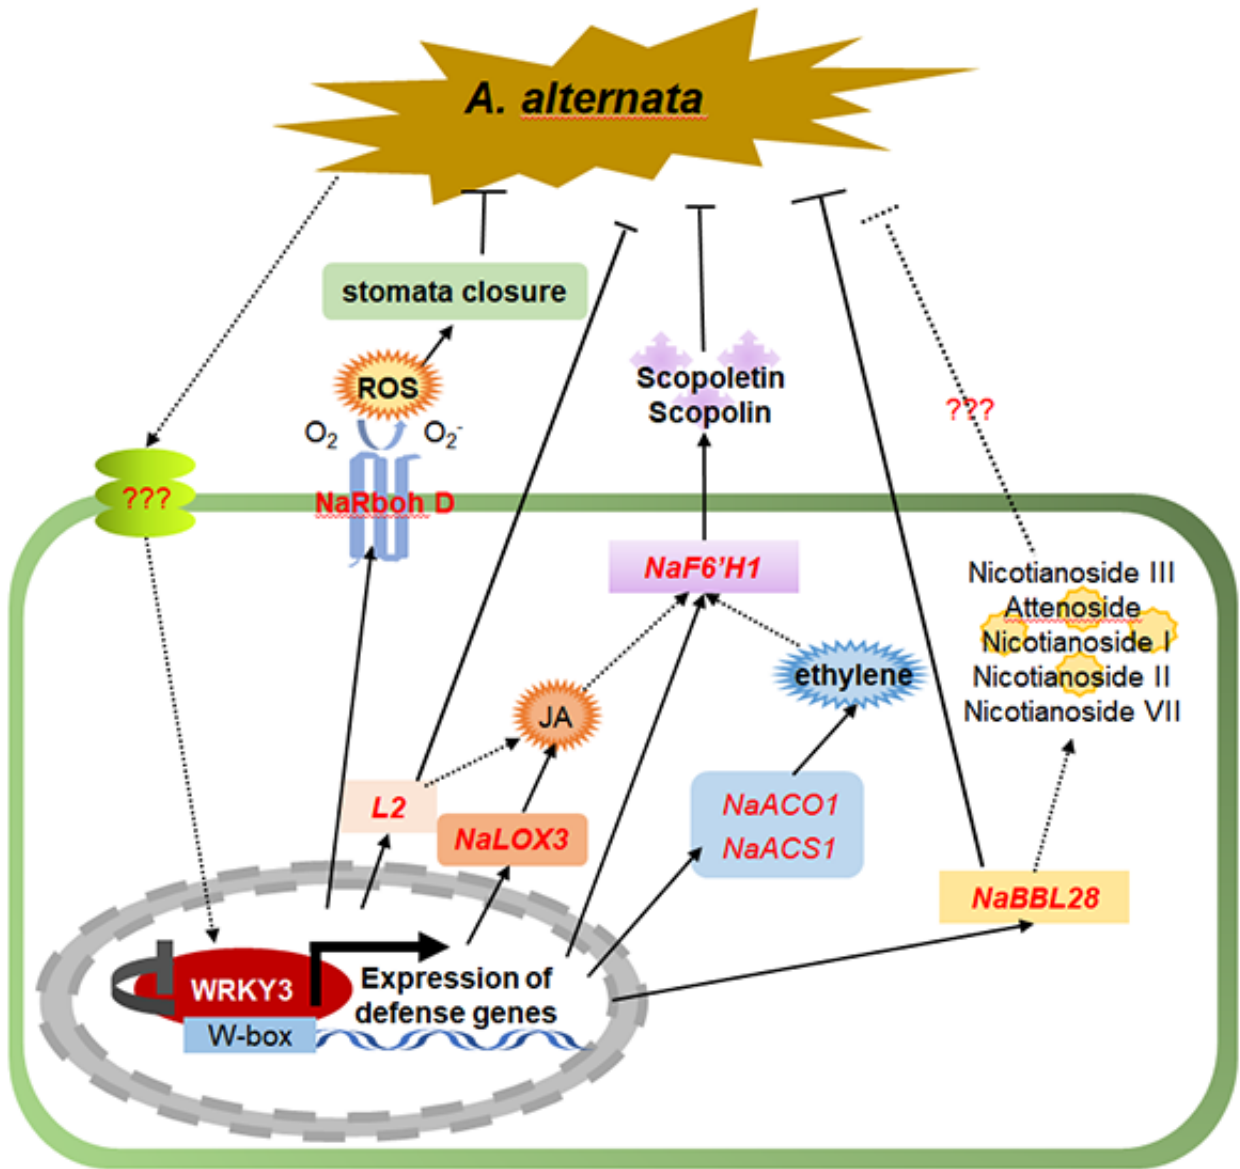 A. alternata
stomata closure
ROS
O2 O2-
Scopoletin
Scopolin
???
???
NaRboh D
NaF6’H1
Nicotianoside III
Attenoside
Nicotianoside I
Nicotianoside II
Nicotianoside VII
ethylene
JA
L2
NaLOX3
NaACO1
NaACS1
NaBBL28
WRKY3
Expression of
defense genes
W-box